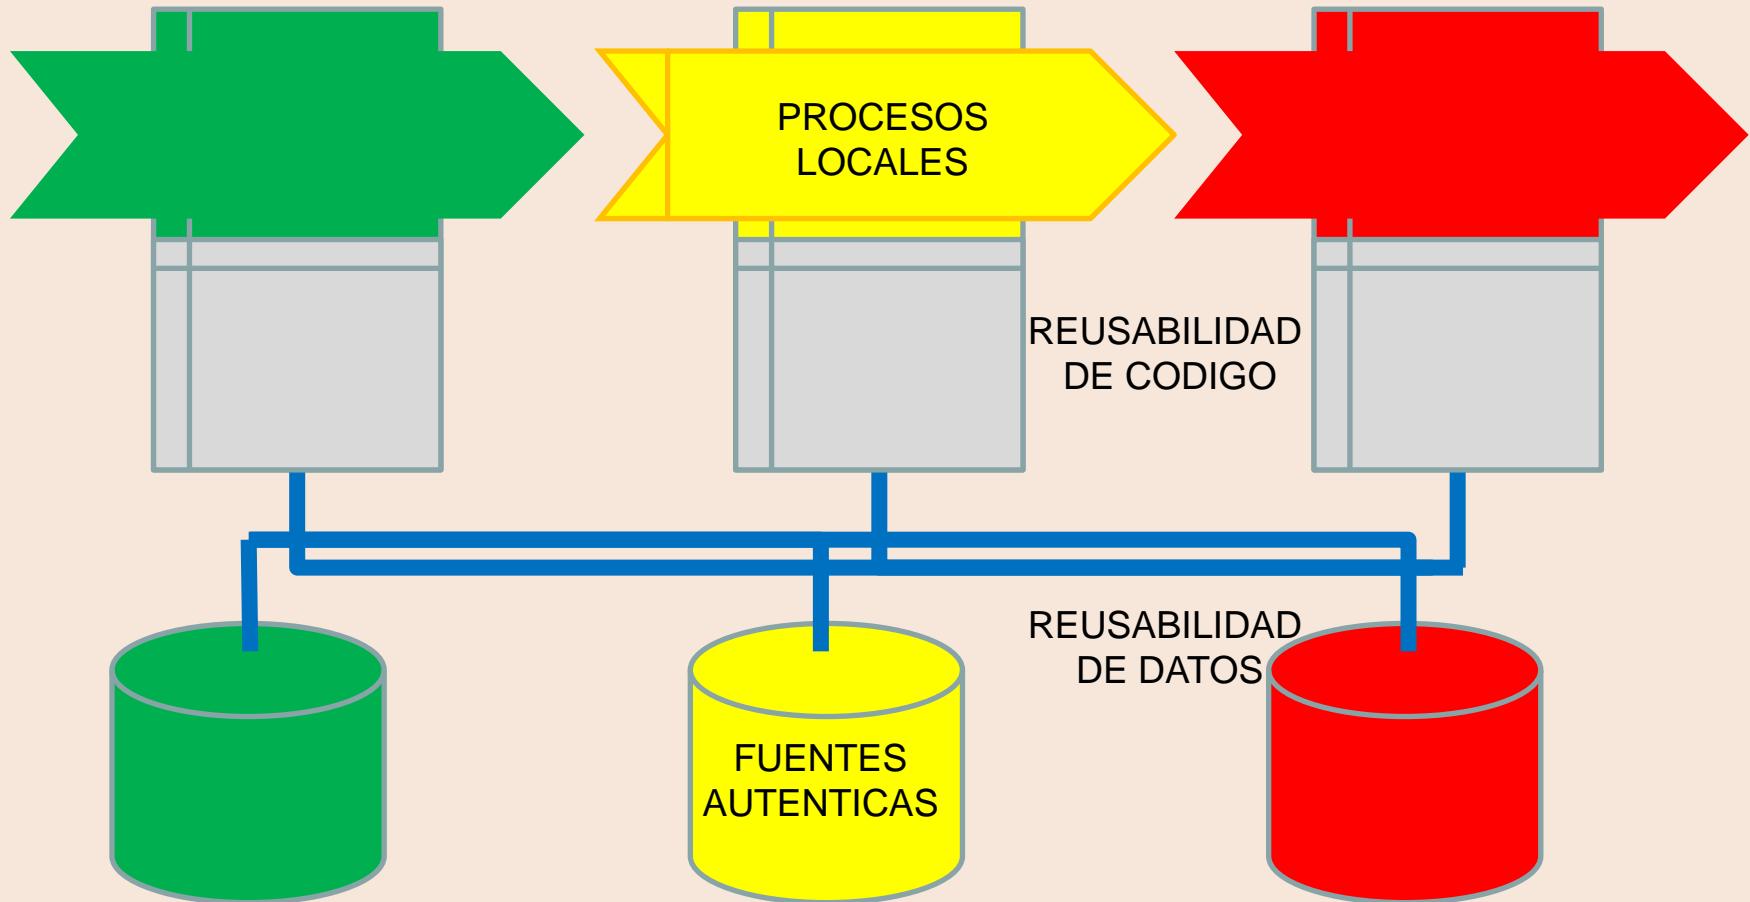 PROCESOS
LOCALES
REUSABILIDAD
DE CODIGO
REUSABILIDAD
DE DATOS
FUENTES
AUTENTICAS